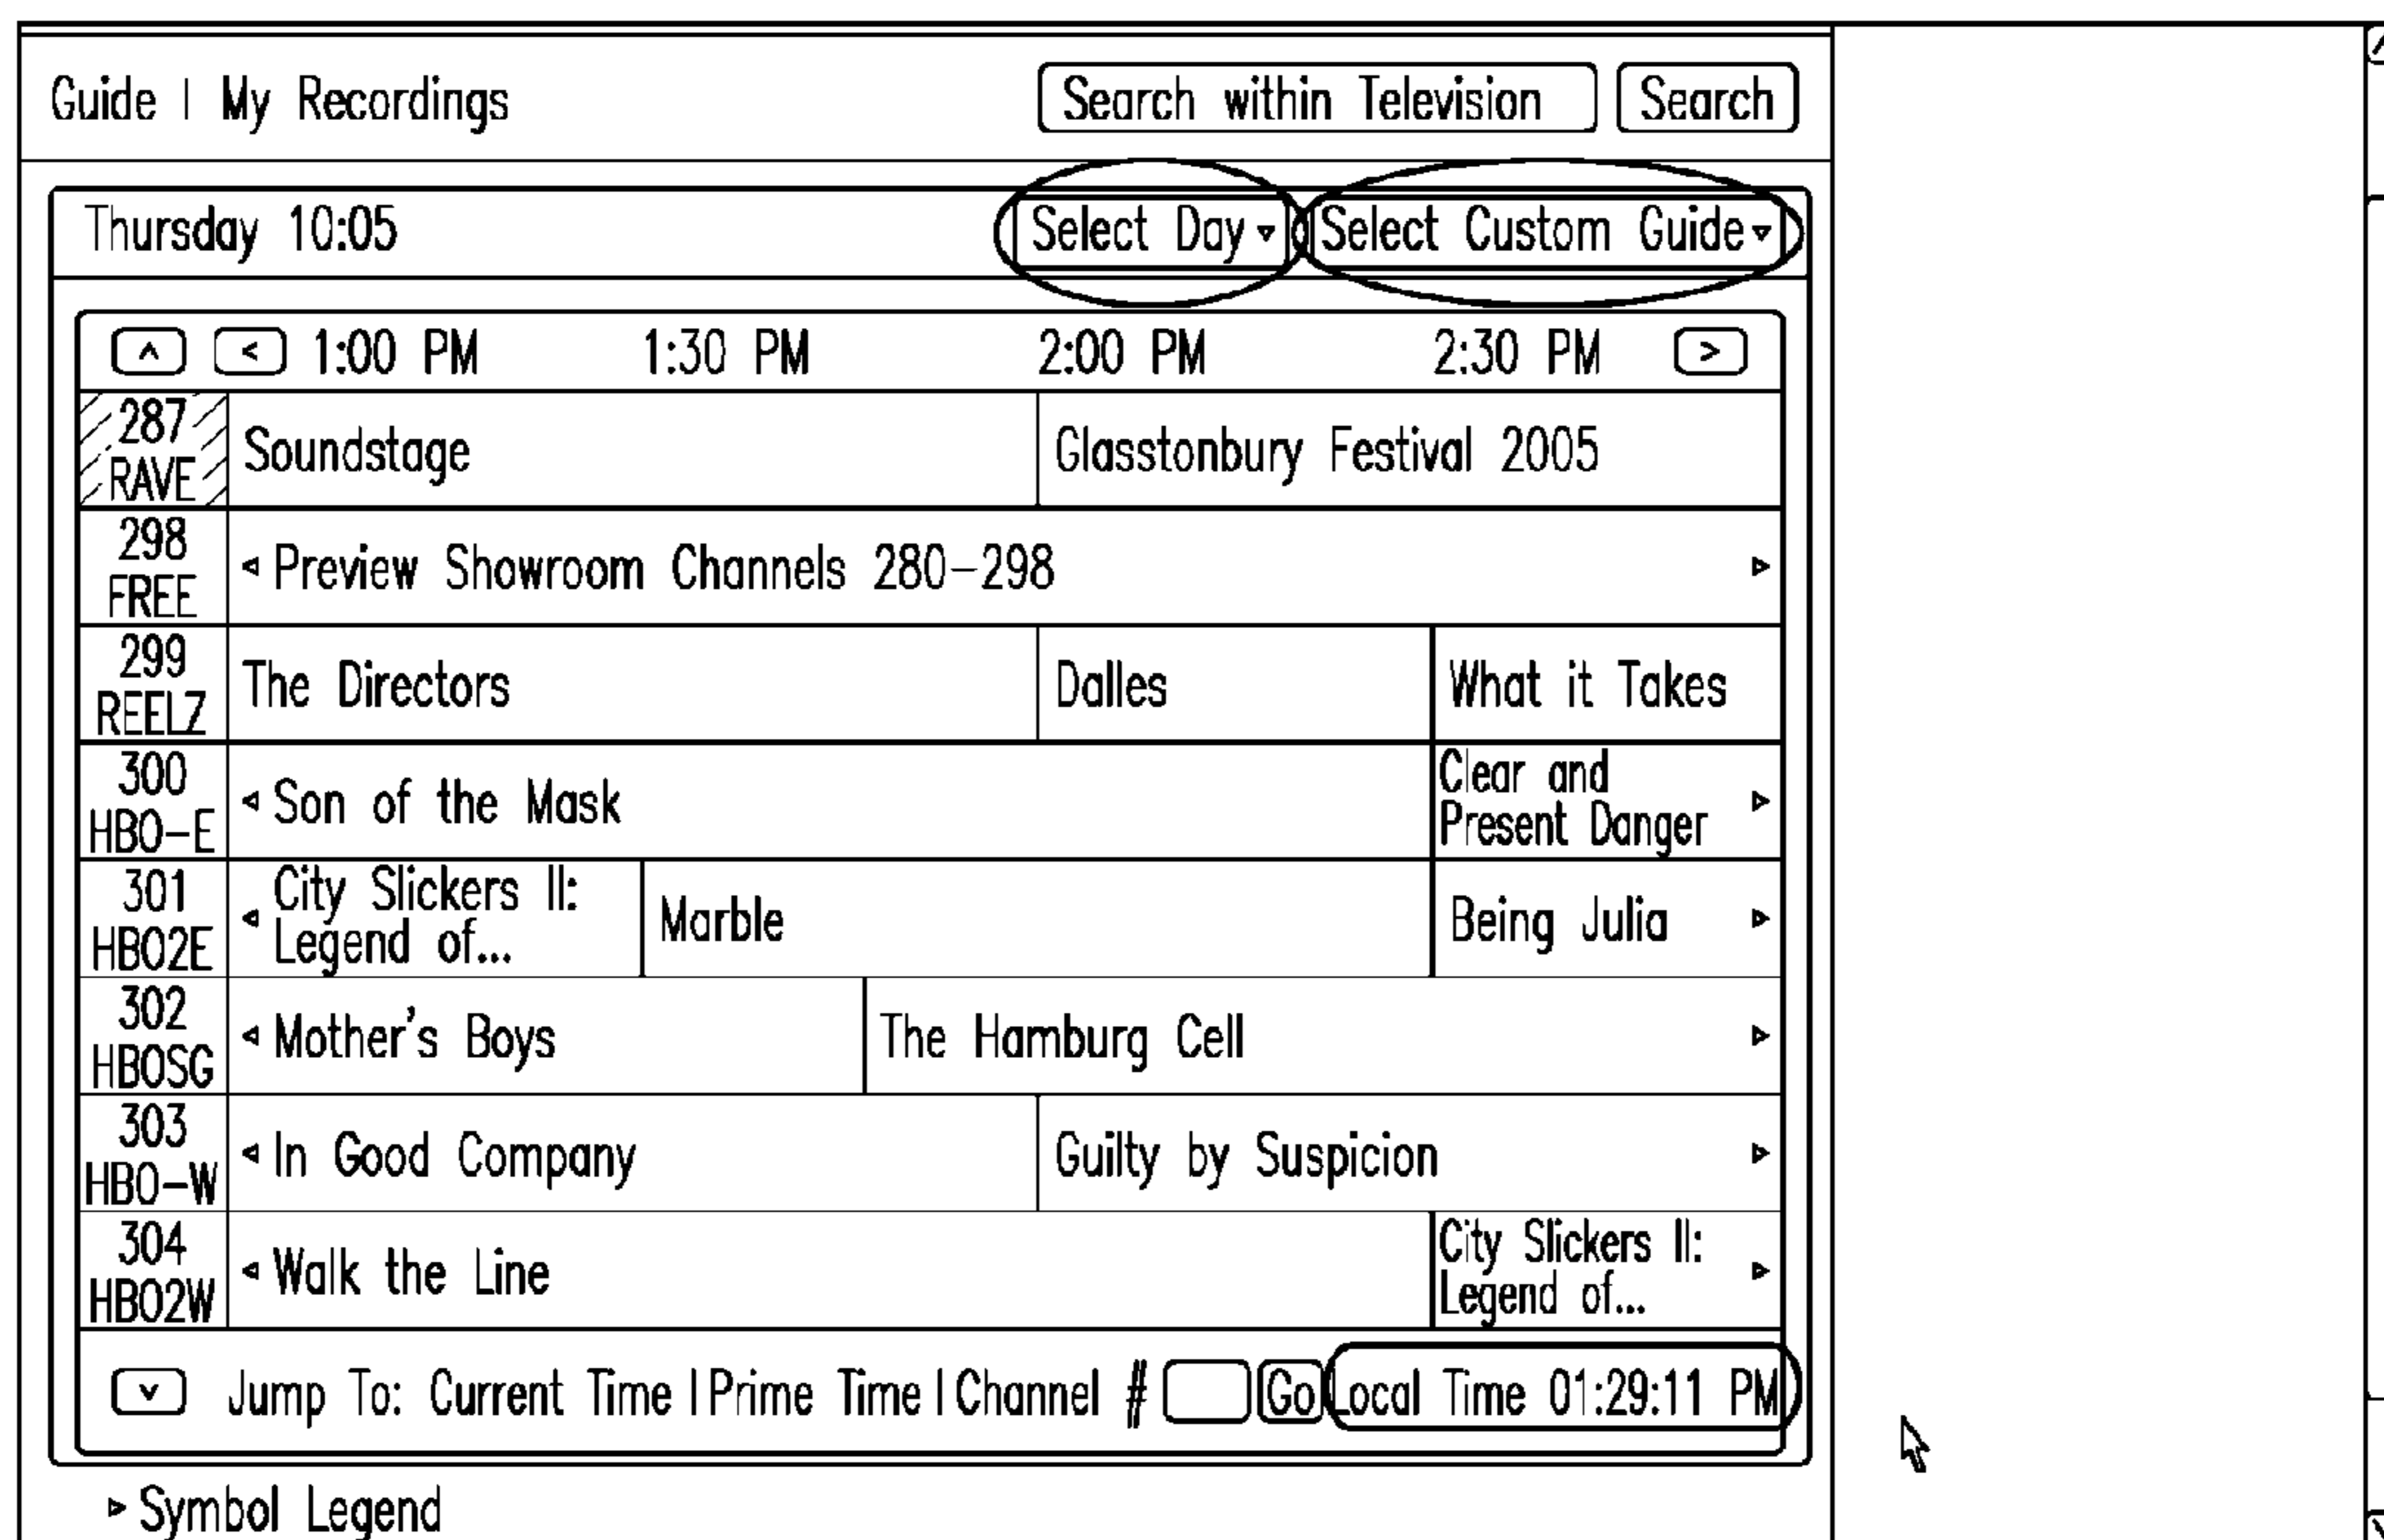 Guide | My Recordings Search within Television Search
Thursday 10:05 Select Day Select Custom Guide
1:00 PM 1:30 PM 2:00 PM 2:30 PM
287 RAVE Soundstage Glasstonbury Festival 2005
298 FREE Preview Showroom Channels 280-298
299 REELZ The Directors Dalles What it Takes
300 HBO-E Son of the Mask Clear and Present Danger
301 HBO2E City Slickers II: Legend of... Marble Being Julia
302 HBOSG Mother's Boys The Hamburg Cell
303 HBO-W In Good Company Guilty by Suspicion
304 HBO2W Walk the Line City Slickers II: Legend of...
Jump To: Current Time | Prime Time | Channel # Go Local Time 01:29:11 PM
Symbol Legend